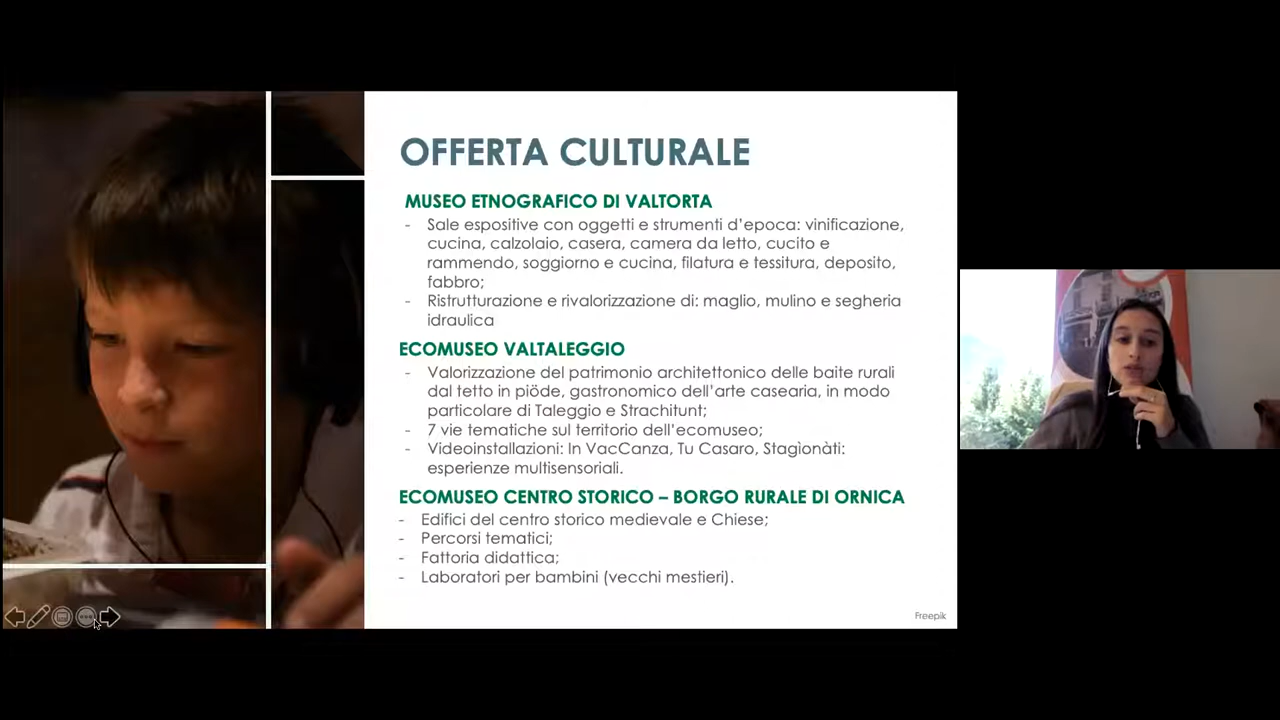 OFFERTA CULTURALE
MUSEO ETNOGRAFICO DI VALTORTA
- Sale espositive con oggetti e strumenti d’epoca: vinificazione,
cucina, calzolaio, casera, camera da letto, cucito e
rammendo, soggiorno e cucina, filatura e tessitura, deposito,
fabbro;
- Ristrutturazione e rivalorizzazione di: maglio, mulino e segheria
idraulica
ECOMUSEO VALTALEGGIO
- Valorizzazione del patrimonio architettonico delle baite rurali
dal tetto in piöde, gastronomico dell’arte casearia, in modo
particolare di Taleggio e Strachitunt;
- 7 vie tematiche sul territorio dell’ecomuseo;
- Videoinstallazioni: In VacCanza, Tu Casaro, Stagìonàti:
esperienze multisensoriali.
ECOMUSEO CENTRO STORICO – BORGO RURALE DI ORNICA
- Edifici del centro storico medievale e Chiese;
- Percorsi tematici;
- Fattoria didattica;
- Laboratori per bambini (vecchi mestieri).
Freepik